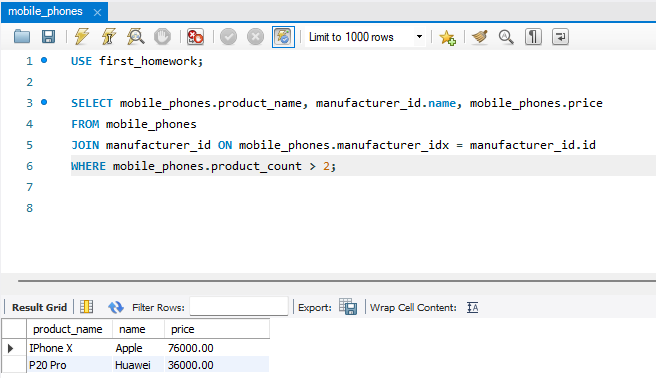 mobile_phones
Limit to 1000 rows
1 USE first_homework;
2
3 SELECT mobile_phones.product_name, manufacturer_id.name, mobile_phones.price
4 FROM mobile_phones
5 JOIN manufacturer_id ON mobile_phones.manufacturer_idx = manufacturer_id.id
6 WHERE mobile_phones.product_count > 2;
7
8
Result Grid Filter Rows: Export: Wrap Cell Content: IA
product_name name price
IPhone X Apple 76000.00
P20 Pro Huawei 36000.00